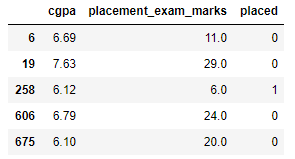 cgpa placement_exam_marks placed
6 6.69 11.0 0
19 7.63 29.0 0
258 6.12 6.0 1
606 6.79 24.0 0
675 6.10 20.0 0